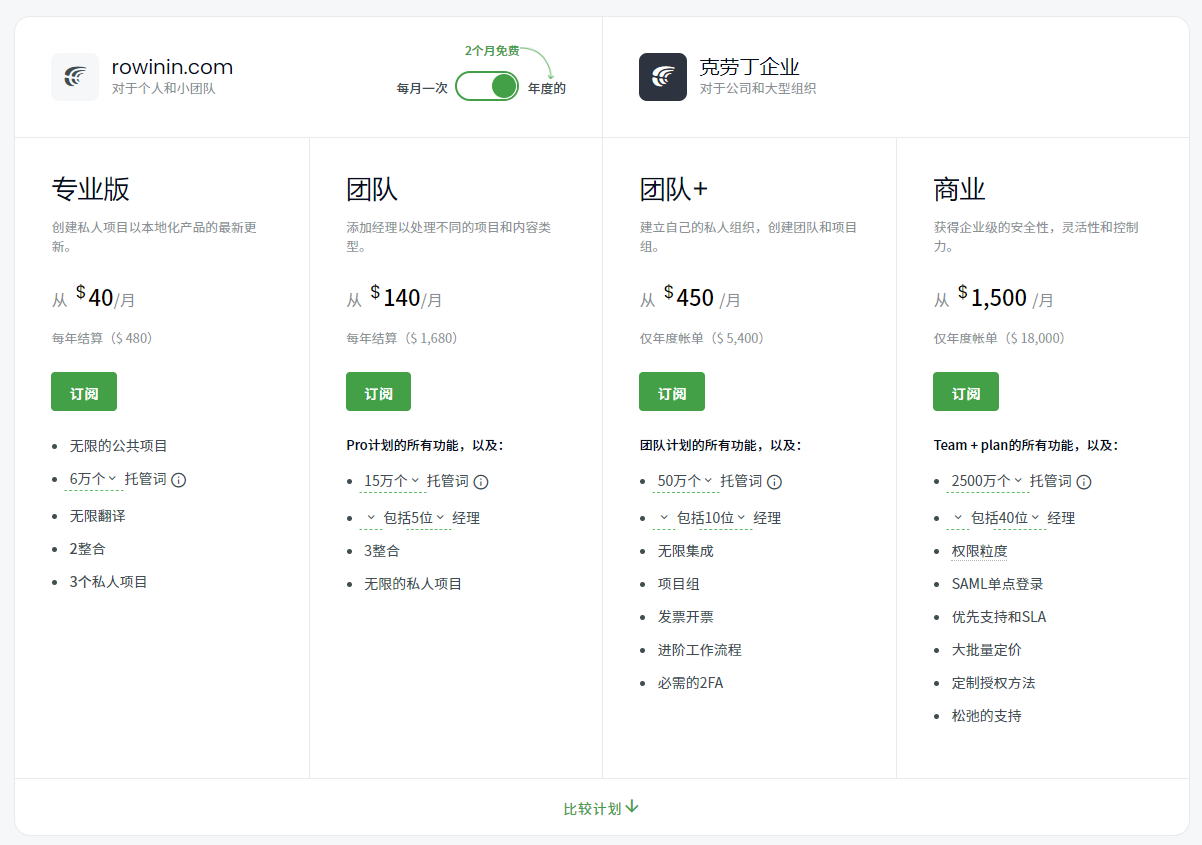 rowinin.com
对于个人和小团队
2个月免费
每月一次
年度的
克劳丁企业
对于公司和大型组织
专业版
创建私人项目以本地化产品的最新更
新。
从 $40/月
每年结算（$ 480）
订阅
无限的公共项目
6万个 托管词
无限翻译
2整合
3个私人项目
团队
添加经理以处理不同的项目和内容类
型。
从 $140/月
每年结算（$ 1,680）
订阅
Pro计划的所有功能，以及：
15万个 托管词
包括5位 经理
3整合
无限的私人项目
团队+
建立自己的私人组织，创建团队和项目
组。
从 $450 /月
仅年度帐单（$ 5,400）
订阅
团队计划的所有功能，以及：
50万个 托管词
包括10位 经理
无限集成
项目组
发票开票
进阶工作流程
必需的2FA
商业
获得企业级的安全性，灵活性和控制
力。
从 $1,500 /月
仅年度帐单（$ 18,000）
订阅
Team + plan的所有功能，以及：
2500万个 托管词
包括40位 经理
权限粒度
SAML单点登录
优先支持和SLA
大批量定价
定制授权方法
松弛的支持
比较计划